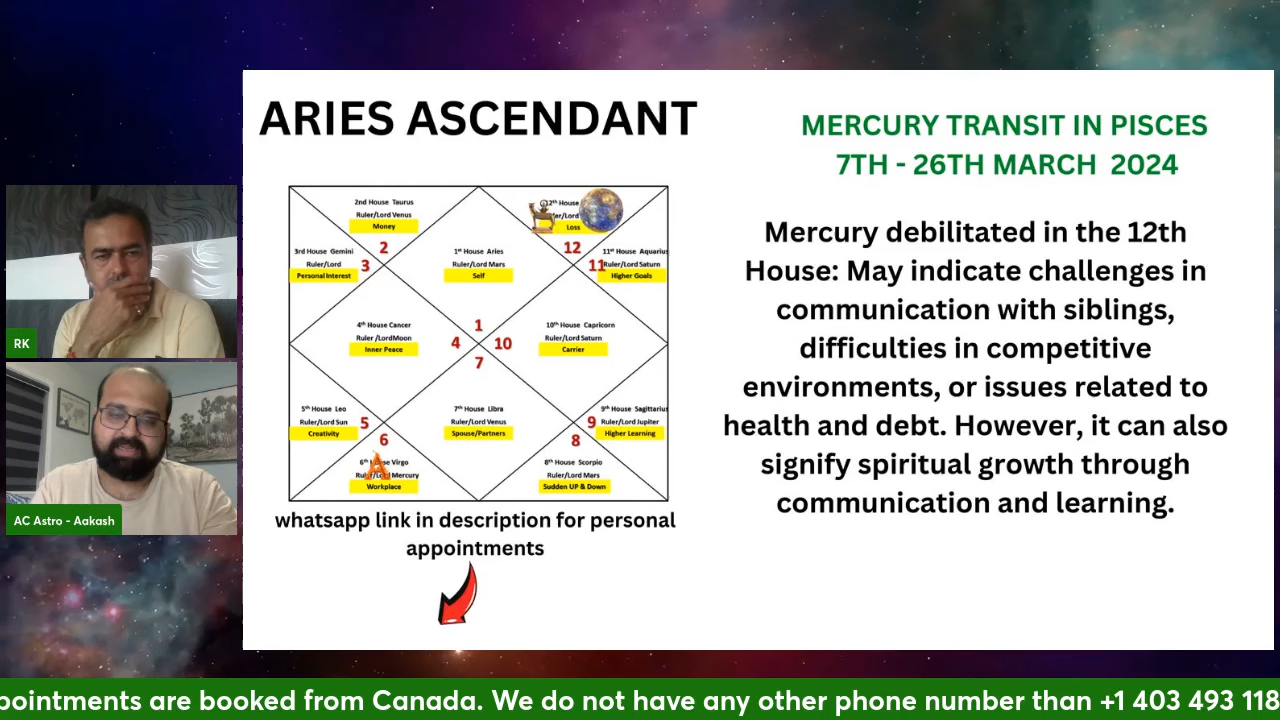 ARIES ASCENDANT
MERCURY TRANSIT IN PISCES
7TH - 26TH MARCH 2024
2nd House Taurus
Ruler/Lord Venus
Money
2
12th House
Loss
12
3rd House Gemini
Ruler/Lord
Personal Interest
3
1st House Aries
Ruler/Lord Mars
Self
11th House Aquarius
Ruler/Lord Saturn
Higher Goals
11
4th House Cancer
Ruler /LordMoon
Inner Peace
1
4
10
7
10th House Capricorn
Ruler/Lord Saturn
Carrier
5th House Leo
Ruler/Lord Sun
Creativity
5
7th House Libra
Ruler/Lord Venus
Spouse/Partners
9th House Sagittarius
Ruler/Lord Jupiter
Higher Learning
9
6
6th House Virgo
Ruler/Lord Mercury
Workplace
8
8th House Scorpio
Ruler/Lord Mars
Sudden UP & Down
whatsapp link in description for personal
appointments
Mercury debilitated in the 12th
House: May indicate challenges in
communication with siblings,
difficulties in competitive
environments, or issues related to
health and debt. However, it can also
signify spiritual growth through
communication and learning.
RK
AC Astro - Aakash
pointments are booked from Canada. We do not have any other phone number than +1 403 493 118